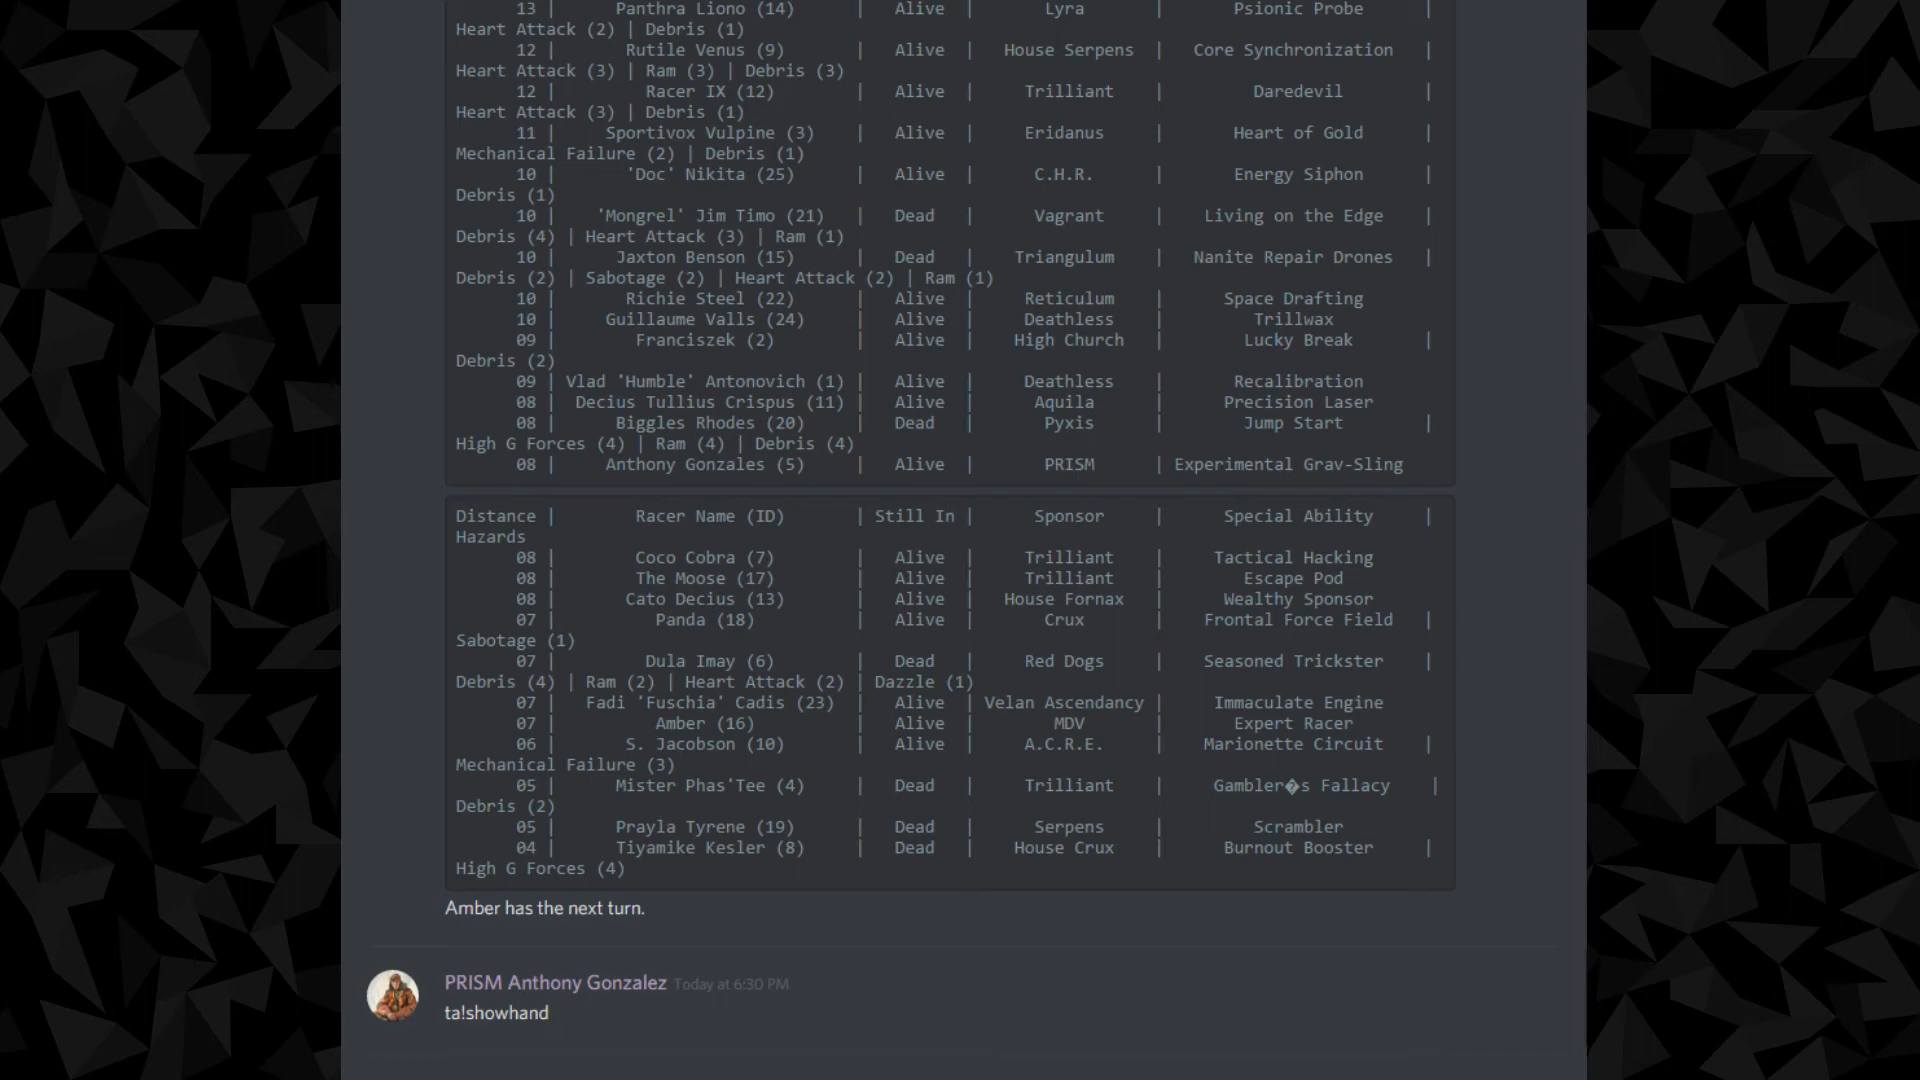 13 | Panthra Liono (14) | Alive | Lyra | Psionic Probe |
Heart Attack (2) | Debris (1)
12 | Rutile Venus (9) | Alive | House Serpens | Core Synchronization |
Heart Attack (3) | Ram (3) | Debris (3)
12 | Racer IX (12) | Alive | Trilliant | Daredevil |
Heart Attack (3) | Debris (1)
11 | Sportivox Vulpine (3) | Alive | Eridanus | Heart of Gold |
Mechanical Failure (2) | Debris (1)
10 | 'Doc' Nikita (25) | Alive | C.H.R. | Energy Siphon |
Debris (1)
10 | 'Mongrel' Jim Timo (21) | Dead | Vagrant | Living on the Edge |
Debris (4) | Heart Attack (3) | Ram (1)
10 | Jaxton Benson (15) | Dead | Triangulum | Nanite Repair Drones |
Debris (2) | Sabotage (2) | Heart Attack (2) | Ram (1)
10 | Richie Steel (22) | Alive | Reticulum | Space Drafting
10 | Guillaume Valls (24) | Alive | Deathless | Trillwax
09 | Franciszek (2) | Alive | High Church | Lucky Break |
Debris (2)
09 | Vlad 'Humble' Antonovich (1) | Alive | Deathless | Recalibration
08 | Decius Tullius Crispus (11) | Alive | Aquila | Precision Laser
08 | Biggles Rhodes (20) | Dead | Pyxis | Jump Start |
High G Forces (4) | Ram (4) | Debris (4)
08 | Anthony Gonzales (5) | Alive | PRISM | Experimental Grav-Sling
Distance | Racer Name (ID) | Still In | Sponsor | Special Ability |
Hazards
08 | Coco Cobra (7) | Alive | Trilliant | Tactical Hacking
08 | The Moose (17) | Alive | Trilliant | Escape Pod
08 | Cato Decius (13) | Alive | House Fornax | Wealthy Sponsor
07 | Panda (18) | Alive | Crux | Frontal Force Field |
Sabotage (1)
07 | Dula Imay (6) | Dead | Red Dogs | Seasoned Trickster |
Debris (4) | Ram (2) | Heart Attack (2) | Dazzle (1)
07 | Fadi 'Fuschia' Cadis (23) | Alive | Velan Ascendancy | Immaculate Engine
07 | Amber (16) | Alive | MDV | Expert Racer
06 | S. Jacobson (10) | Alive | A.C.R.E. | Marionette Circuit |
Mechanical Failure (3)
05 | Mister Phas'Tee (4) | Dead | Trilliant | Gambler�s Fallacy |
Debris (2)
05 | Prayla Tyrene (19) | Dead | Serpens | Scrambler
04 | Tiyamike Kesler (8) | Dead | House Crux | Burnout Booster |
High G Forces (4)
Amber has the next turn.
PRISM Anthony Gonzalez Today at 6:30 PM
ta!showhand